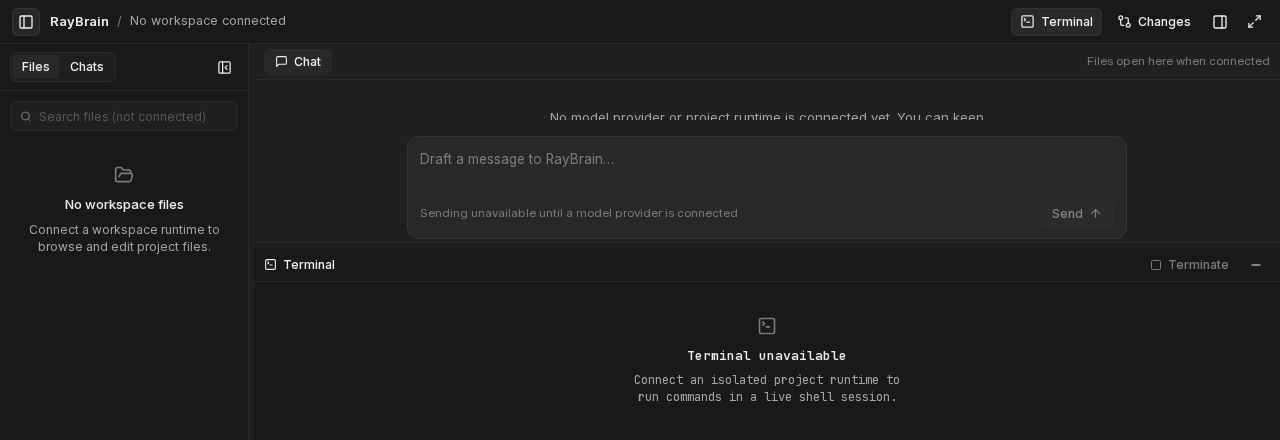 RayBrain / No workspace connected
Terminal
Changes
Files
Chats
Chat
Files open here when connected
Search files (not connected)
No workspace files
Connect a workspace runtime to
browse and edit project files.
No model provider or project runtime is connected yet. You can keep
Draft a message to RayBrain...
Sending unavailable until a model provider is connected
Send
Terminal
Terminate
Terminal unavailable
Connect an isolated project runtime to
run commands in a live shell session.